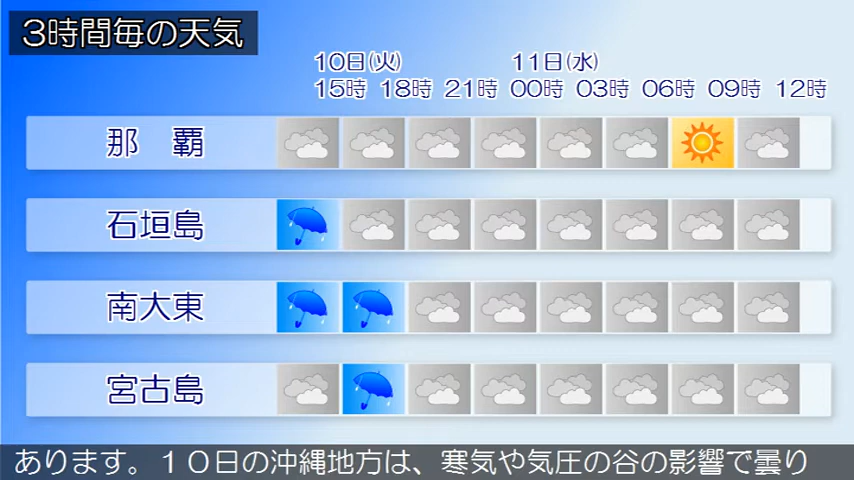 3時間毎の天気
10日(火) 11日(水)
15時 18時 21時 00時 03時 06時 09時 12時
那　覇
石垣島
南大東
宮古島
あります。１０日の沖縄地方は、寒気や気圧の谷の影響で曇り